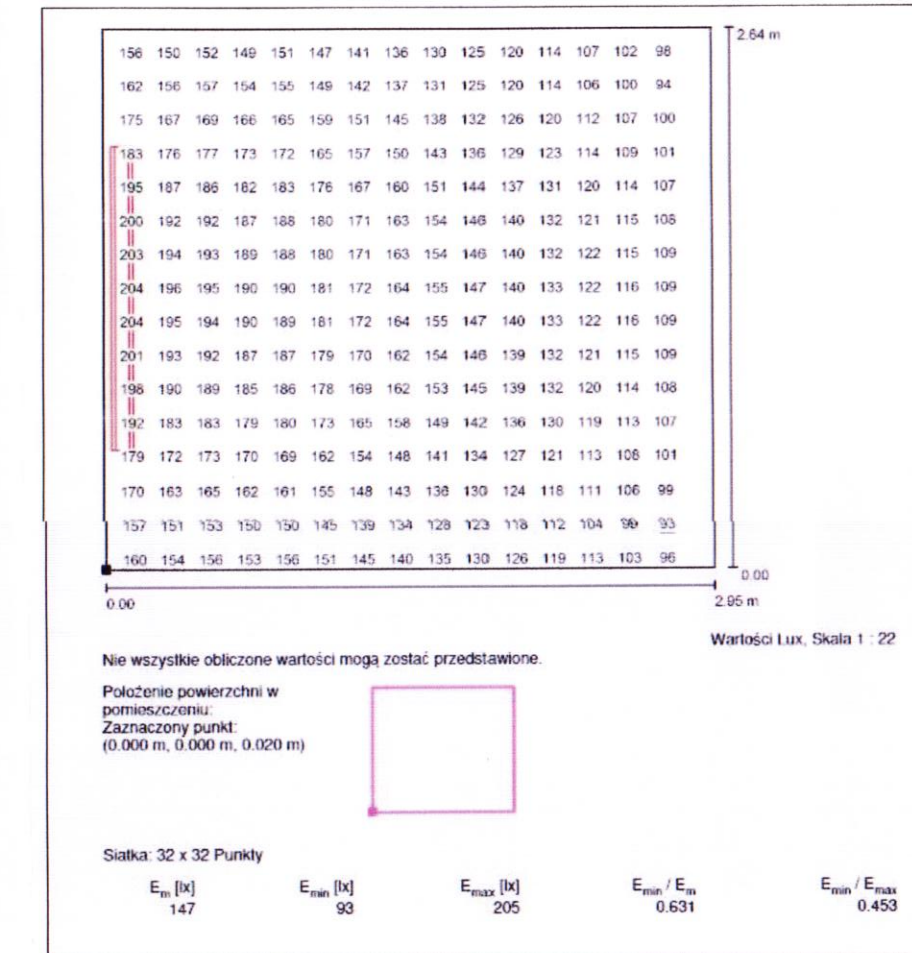 2.64 m
156 150 152 149 151 147 141 136 130 125 120 114 107 102 98
162 156 157 154 155 149 142 137 131 125 120 114 106 100 94
175 167 169 166 165 159 151 145 138 132 126 120 112 107 100
183 176 177 173 172 165 157 150 143 136 129 123 114 109 101
195 187 186 182 183 176 167 160 151 144 137 131 120 114 107
200 192 192 187 188 180 171 163 154 146 140 132 121 115 108
203 194 193 189 188 180 171 163 154 146 140 132 122 115 109
204 196 195 190 190 181 172 164 155 147 140 133 122 116 109
204 195 194 190 189 181 172 164 155 147 140 133 122 116 109
201 193 192 187 187 179 170 162 154 146 139 132 121 115 109
198 190 189 185 186 178 169 162 153 145 139 132 120 114 108
192 183 183 179 180 173 165 158 149 142 136 130 119 113 107
179 172 173 170 169 162 154 148 141 134 127 121 113 108 101
170 163 165 162 161 155 148 143 136 130 124 118 111 106 99
157 151 153 150 150 145 139 134 128 123 118 112 104 99 93
160 154 156 153 156 151 145 140 135 130 126 119 113 103 96
0.00
0.00 2.95 m
Wartości Lux, Skala 1 : 22
Nie wszystkie obliczone wartości mogą zostać przedstawione.
Położenie powierzchni w
pomieszczeniu:
Zaznaczony punkt:
(0.000 m, 0.000 m, 0.020 m)
Siatka: 32 x 32 Punkty
Em [lx] Emin [lx] Emax [lx] Emin / Em Emin / Emax
147 93 205 0.631 0.453